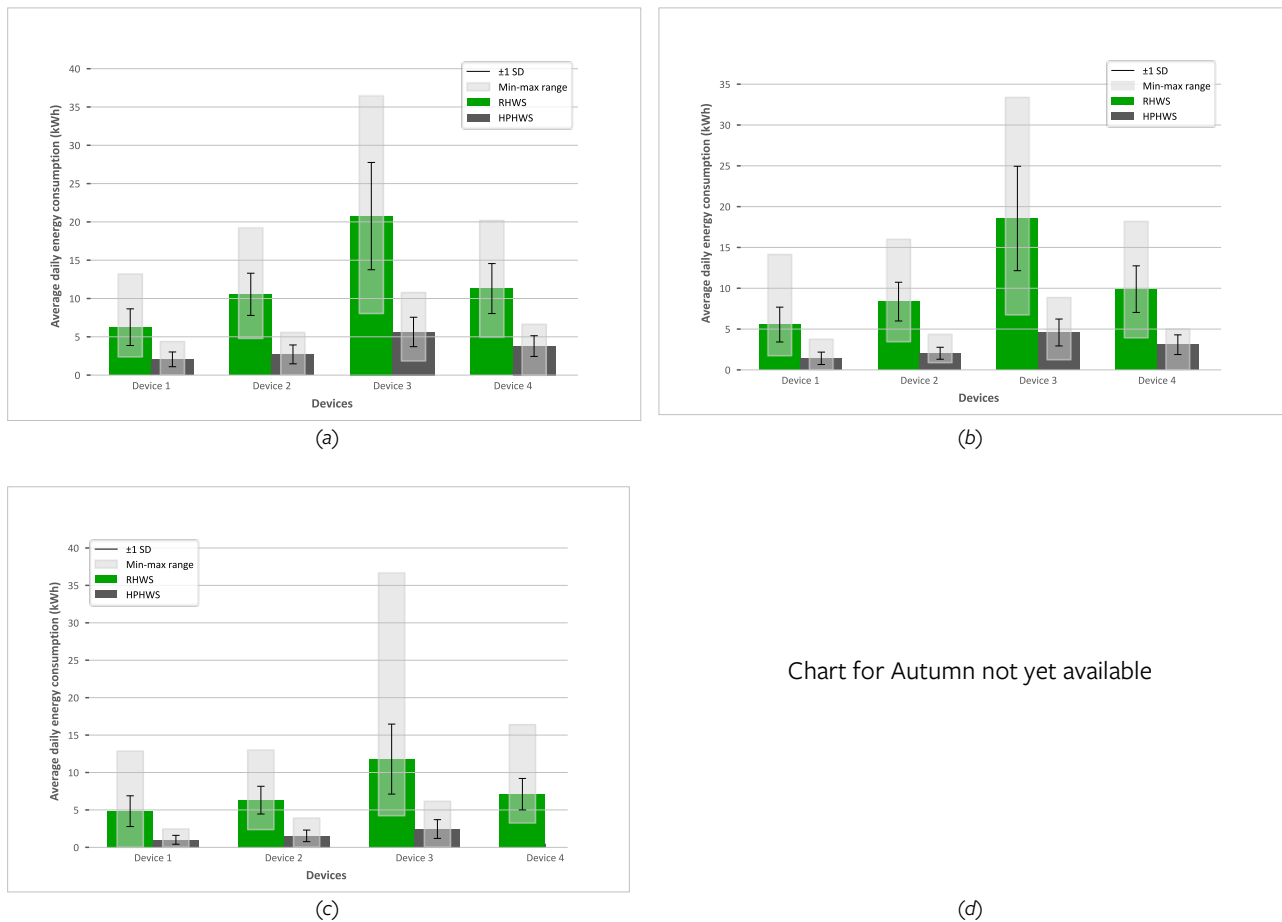 Average daily energy consumption (kWh)
40
35
30
25
20
15
10
5
0
±1 SD
Min-max range
RHWS
HPHWS
Device 1 Device 2 Device 3 Device 4
Devices
(a)
Average daily energy consumption (kWh)
35
30
25
20
15
10
5
0
±1 SD
Min-max range
RHWS
HPHWS
Device 1 Device 2 Device 3 Device 4
Devices
(b)
Average daily energy consumption (kWh)
40
35
30
25
20
15
10
5
0
±1 SD
Min-max range
RHWS
HPHWS
Device 1 Device 2 Device 3 Device 4
Devices
(c)
Chart for Autumn not yet available
(d)